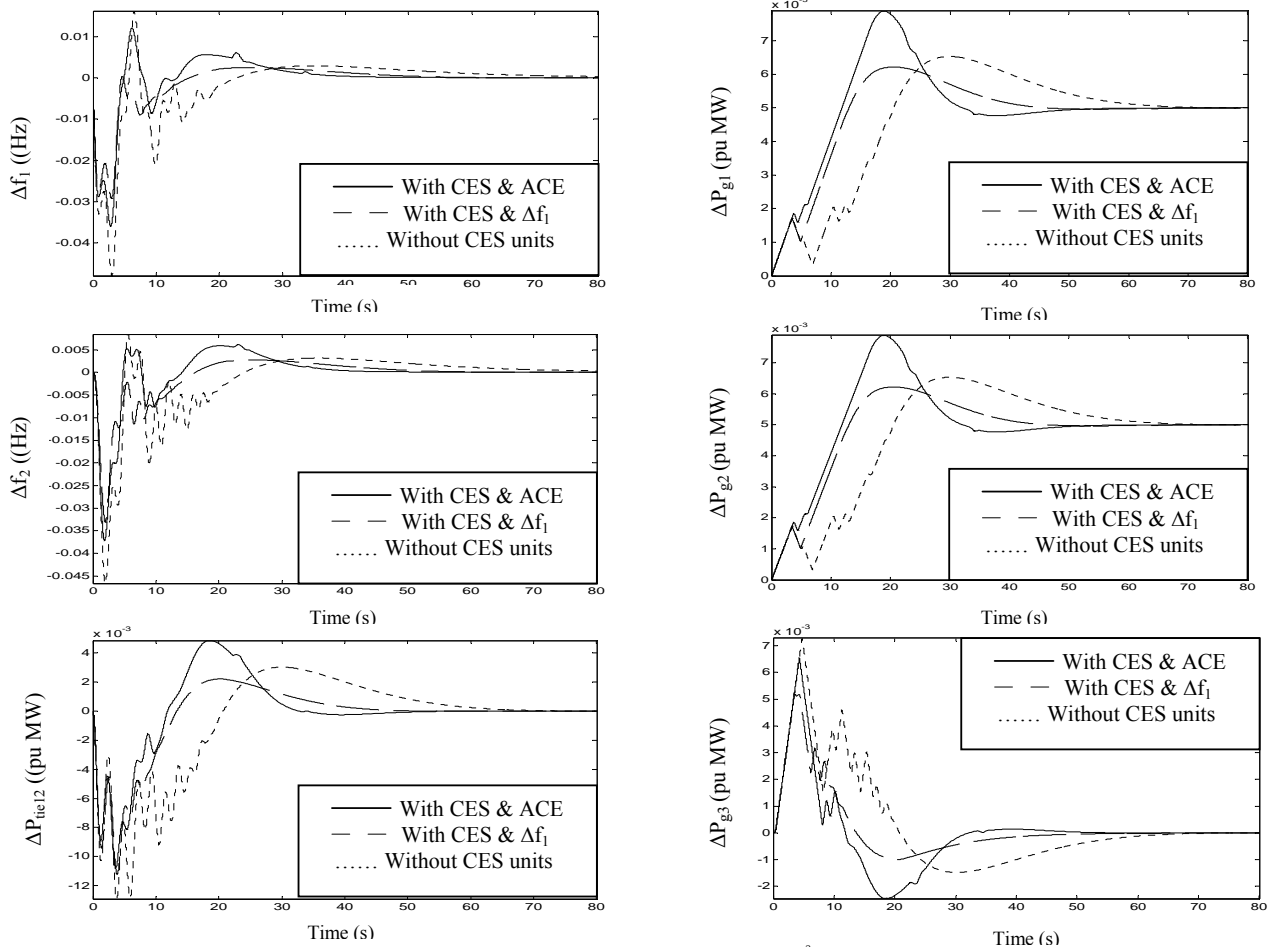 0.01
0
-0.01
-0.02
-0.03
-0.04
Δf1 ((Hz)
With CES & ACE
With CES & Δf1
...... Without CES units
0 10 20 30 40 50 60 70 80
Time (s)
x 10-3
8
7
6
5
4
3
2
1
0
ΔPg1 (pu MW)
With CES & ACE
With CES & Δf1
...... Without CES units
0 10 20 30 40 50 60 70 80
Time (s)
0.005
0
-0.005
-0.01
-0.015
-0.02
-0.025
-0.03
-0.035
-0.04
-0.045
Δf2 ((Hz)
With CES & ACE
With CES & Δf1
...... Without CES units
0 10 20 30 40 50 60 70 80
Time (s)
x 10-3
8
7
6
5
4
3
2
1
0
ΔPg2 (pu MW)
With CES & ACE
With CES & Δf1
...... Without CES units
0 10 20 30 40 50 60 70 80
Time (s)
x 10-3
4
2
0
-2
-4
-6
-8
-10
-12
ΔPtie12 ((pu MW)
With CES & ACE
With CES & Δf1
...... Without CES units
0 10 20 30 40 50 60 70 80
Time (s)
x 10-3
7
6
5
4
3
2
1
0
-1
-2
ΔPg3 (pu MW)
With CES & ACE
With CES & Δf1
...... Without CES units
0 10 20 30 40 50 60 70 80
Time (s)